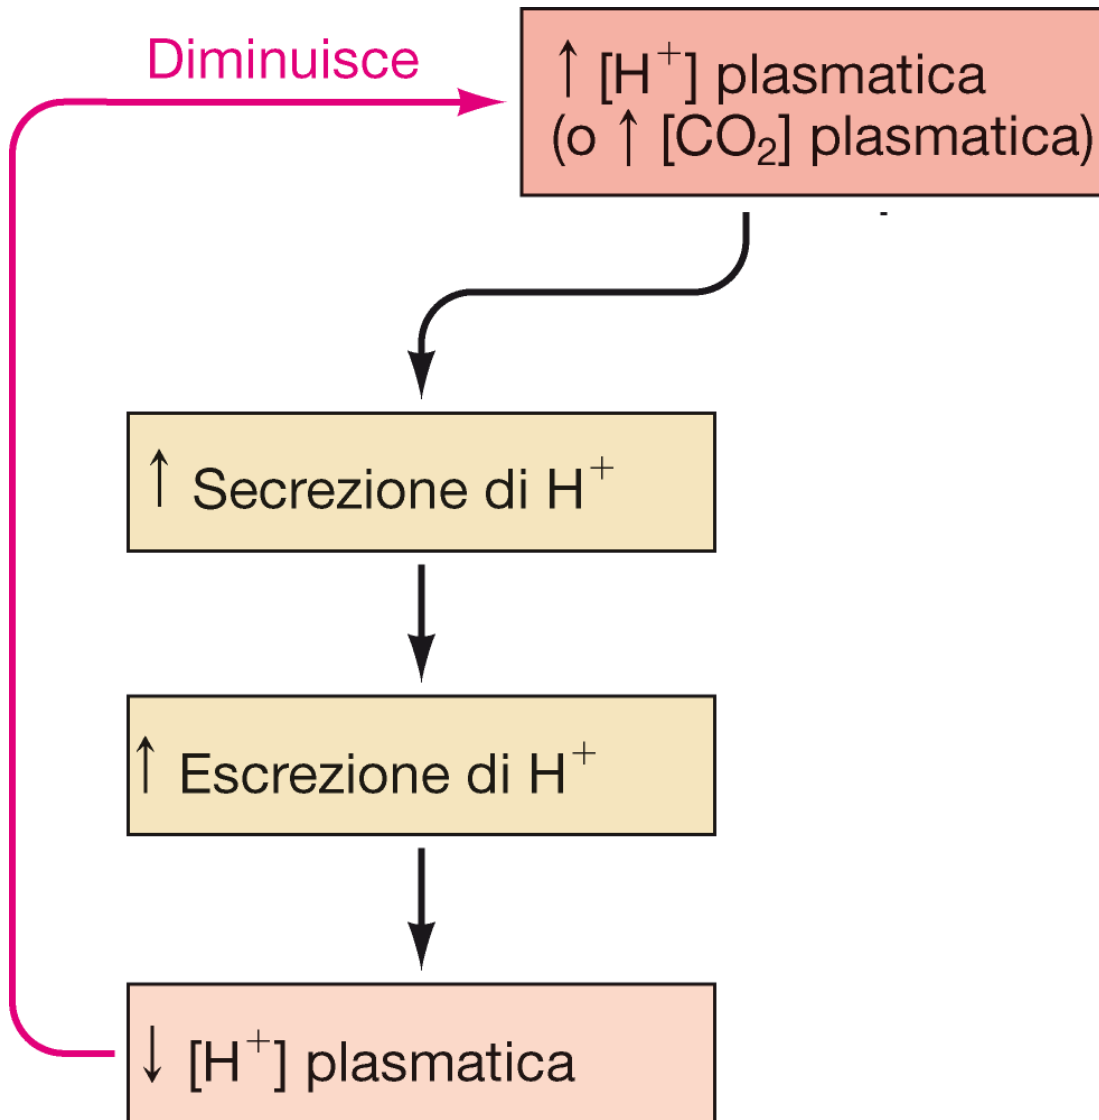 Diminuisce
↑ [H⁺] plasmatica
(o ↑ [CO₂] plasmatica)
↑ Secrezione di H⁺
↑ Escrezione di H⁺
↓ [H⁺] plasmatica